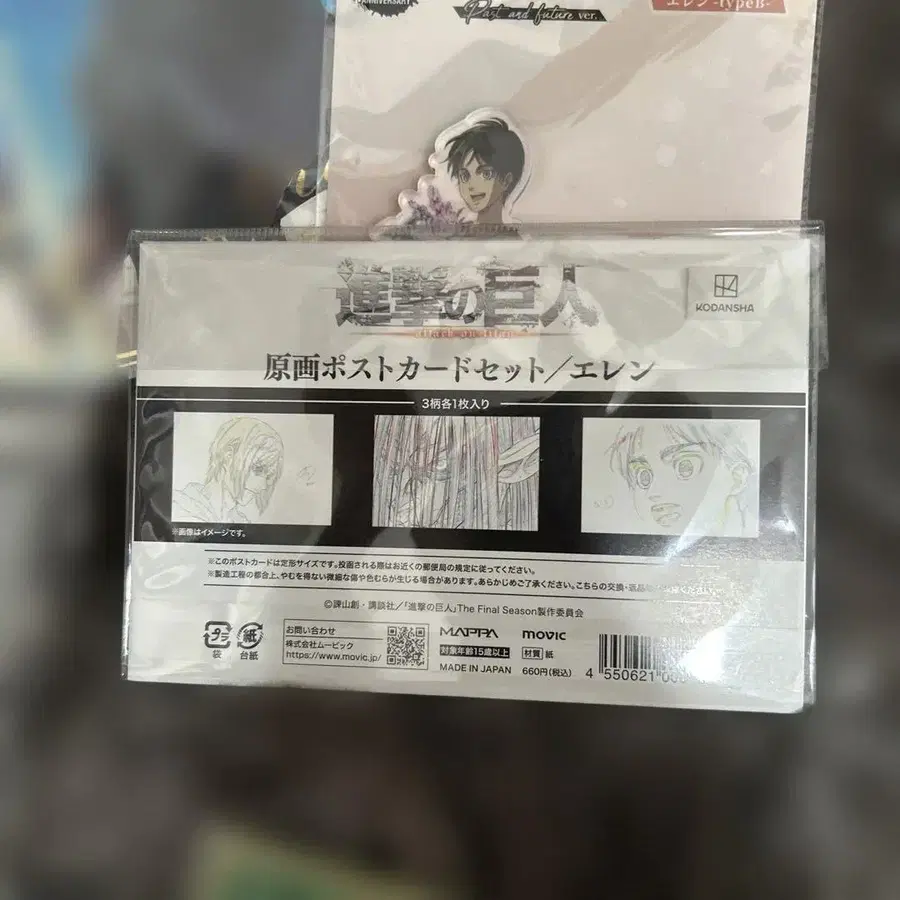 ANNIVERSARY
Past and future ver.
エレン-typeB-
進撃の巨人
attack on titan
KODANSHA
原画ポストカードセット/エレン
3柄各1枚入り
※画像はイメージです。
※このポストカードは定形サイズです。投函される際はお近くの郵便局の規定に従ってください。
※製造工程の都合上、やむを得ない微細な傷や色むらが生じる場合があります。あらかじめご了承ください。こちらの交換・返品
©諫山創・講談社/「進撃の巨人」The Final Season製作委員会
プラ
袋
紙
台紙
お問い合わせ
株式会社ムービック
https://www.movic.jp/
MAPPA
movic
対象年齢15歳以上
材質 紙
MADE IN JAPAN
660円(税込)
4 550621